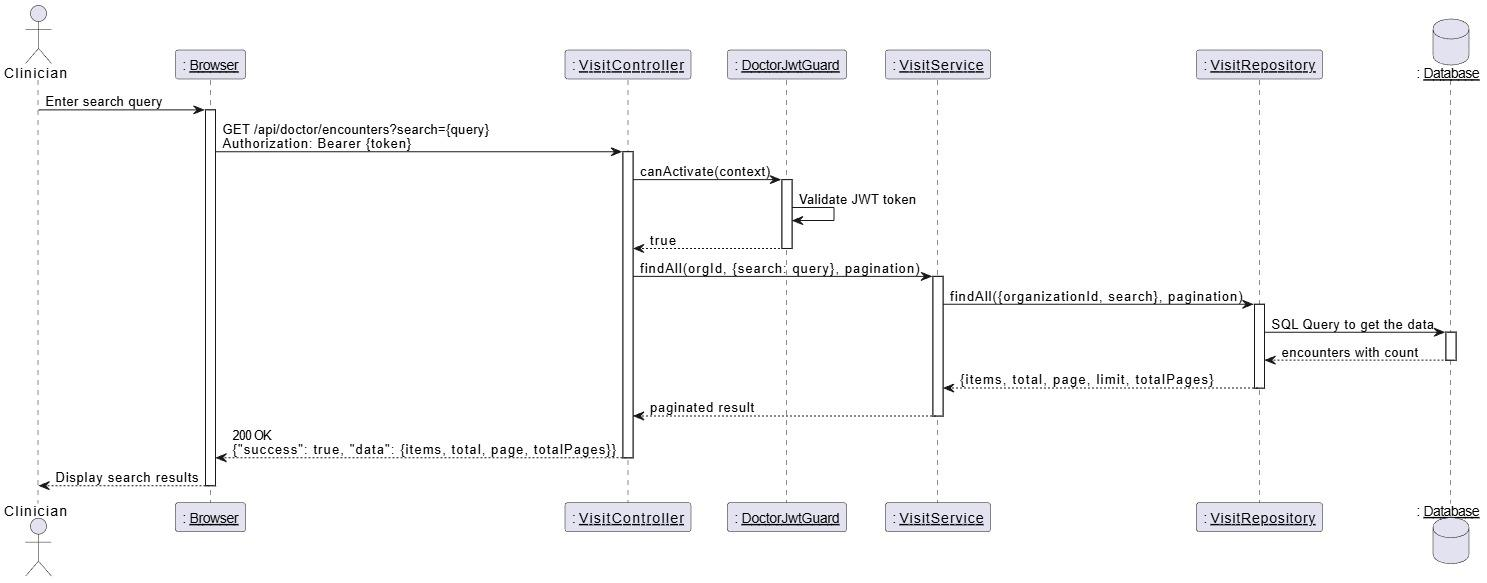 Clinician
: Browser
: VisitController
: DoctorJwtGuard
: VisitService
: VisitRepository
: Database
Enter search query
GET /api/doctor/encounters?search={query}
Authorization: Bearer {token}
canActivate(context)
Validate JWT token
true
findAll(orgId, {search: query}, pagination)
findAll({organizationId, search}, pagination)
SQL Query to get the data
encounters with count
{items, total, page, limit, totalPages}
paginated result
200 OK
{"success": true, "data": {items, total, page, totalPages}}
Display search results
Clinician
: Browser
: VisitController
: DoctorJwtGuard
: VisitService
: VisitRepository
: Database